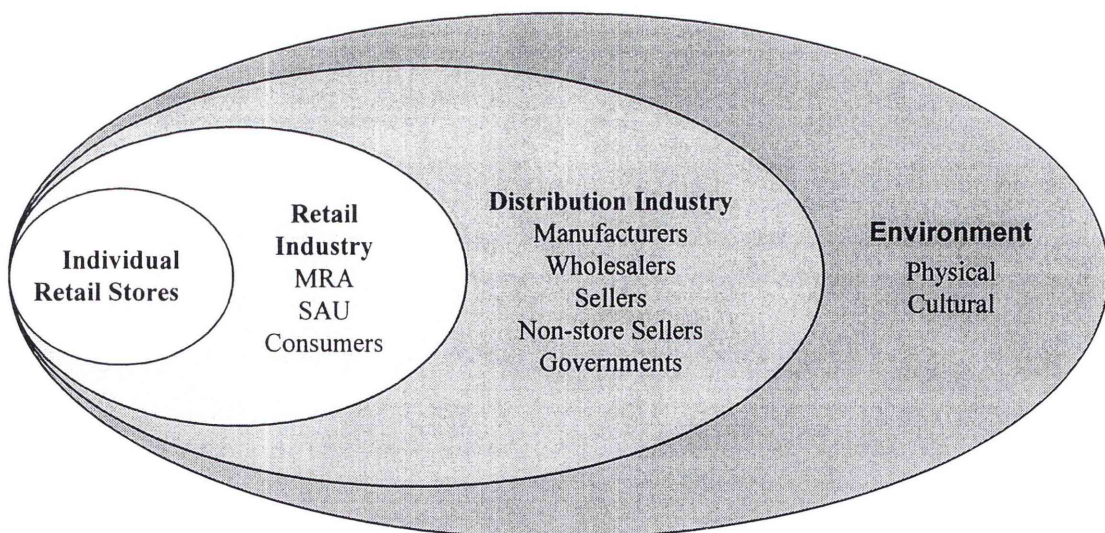 Individual
Retail Stores
Retail
Industry
MRA
SAU
Consumers
Distribution Industry
Manufacturers
Wholesalers
Sellers
Non-store Sellers
Governments
Environment
Physical
Cultural